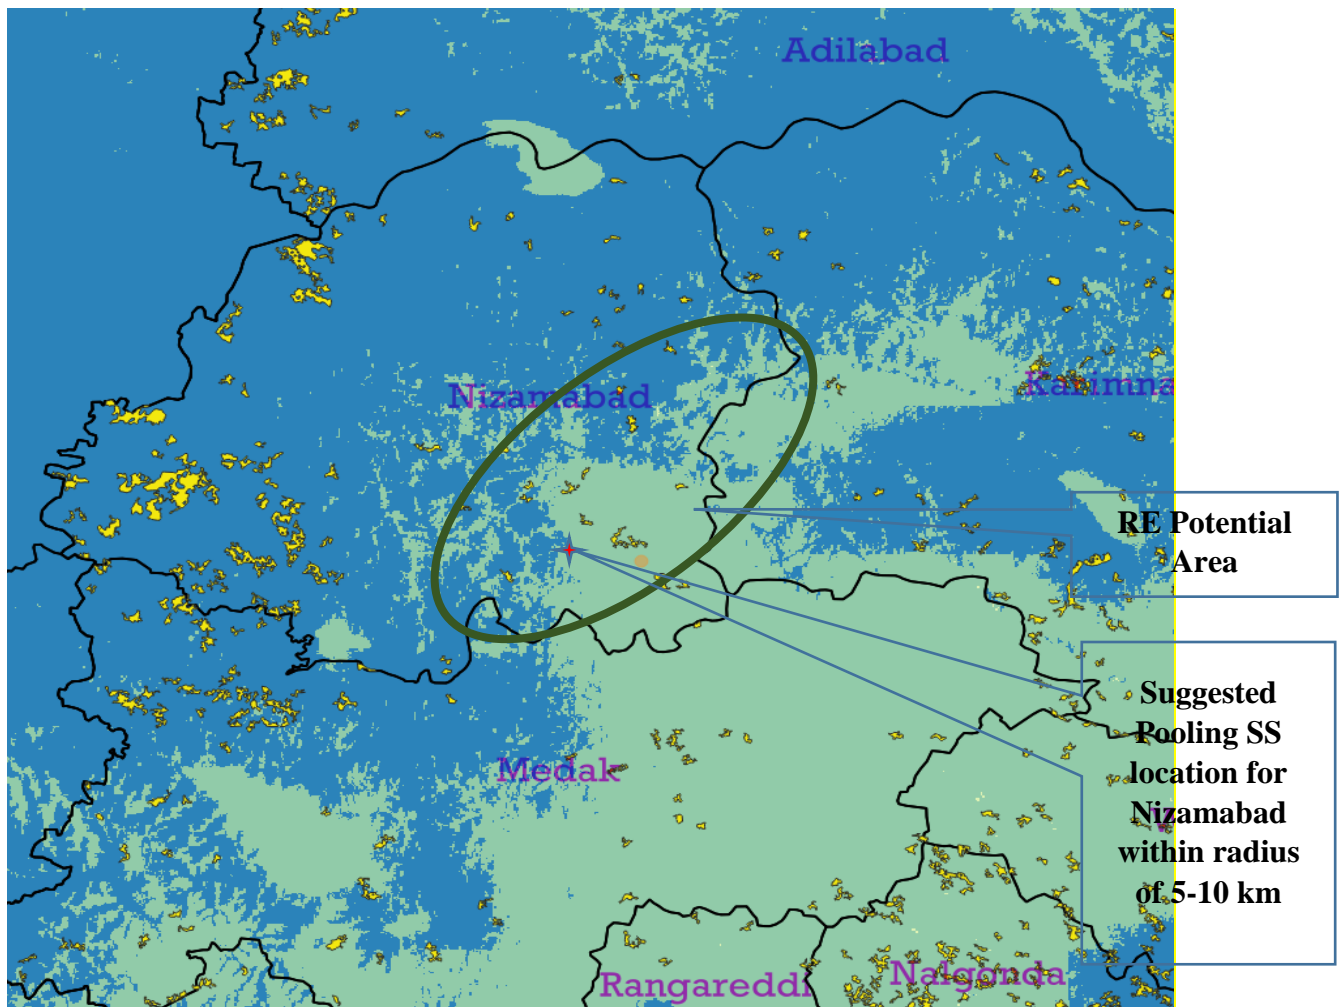 Adilabad
Nizamabad
Karimna
RE Potential
Area
Suggested
Pooling SS
location for
Nizamabad
within radius
of 5-10 km
Medak
Rangareddi
Nalgonda